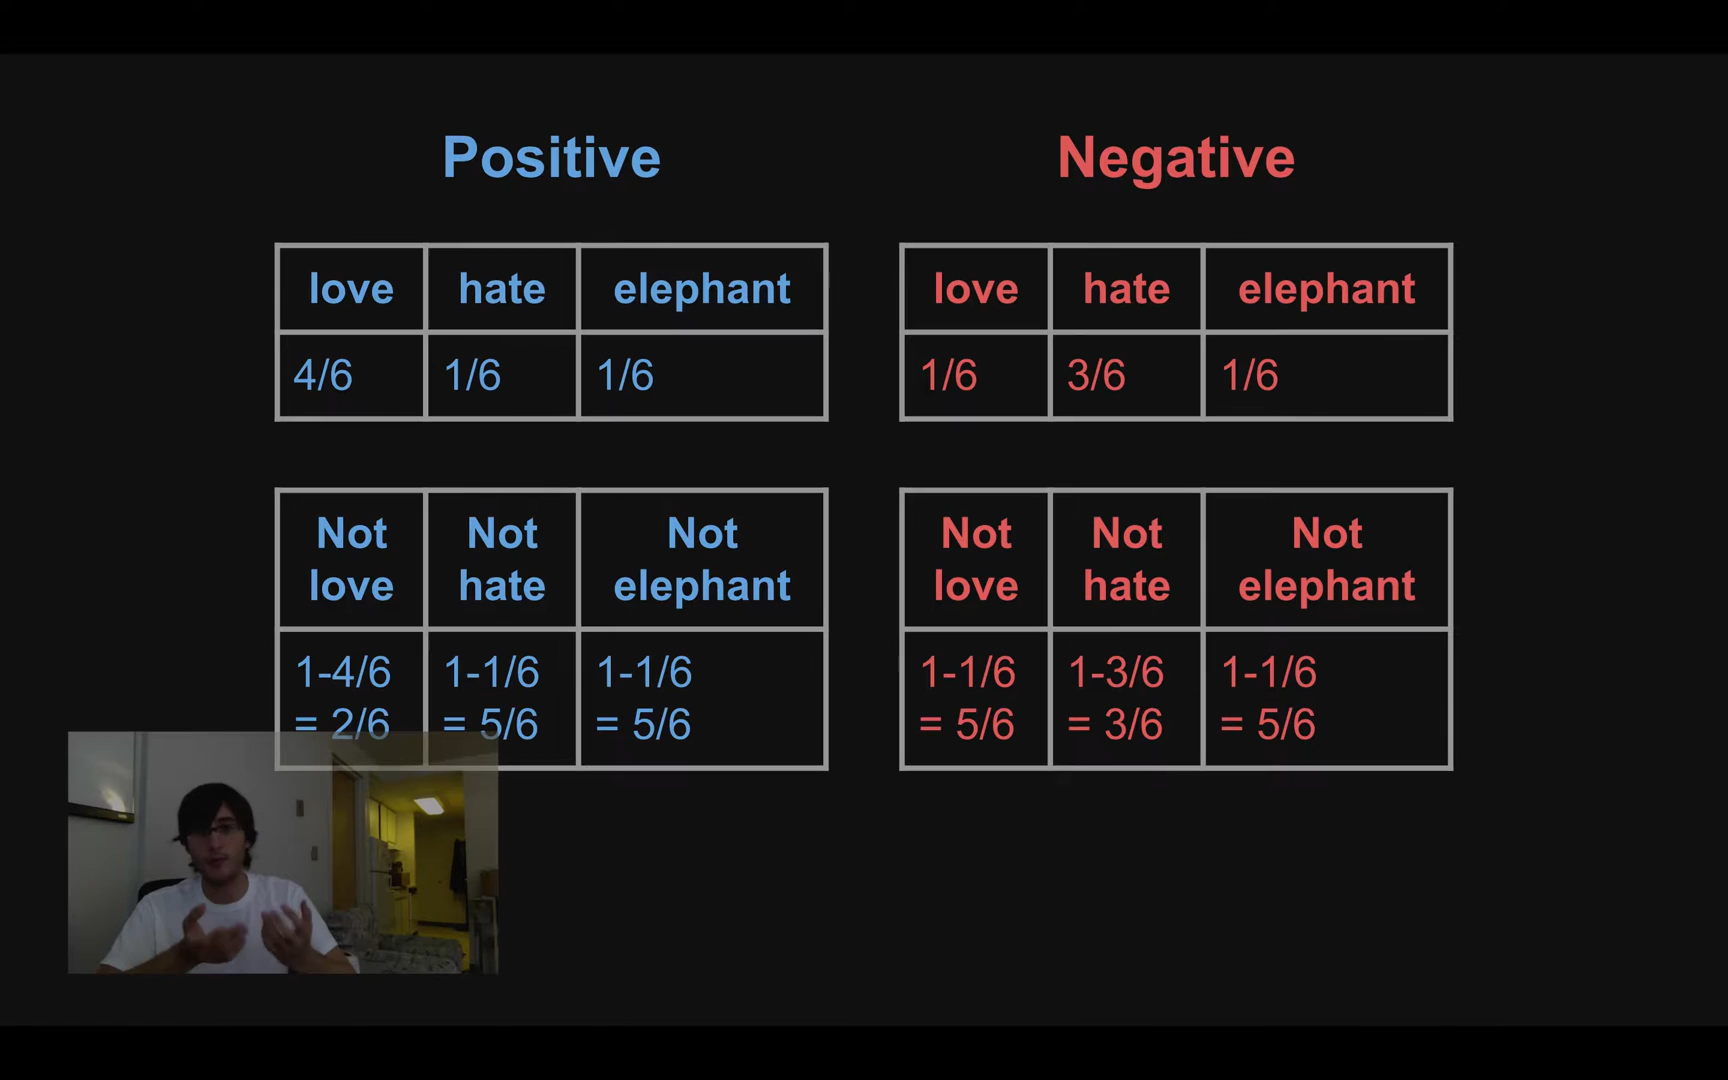 Positive
Negative
love hate elephant
4/6 1/6 1/6
love hate elephant
1/6 3/6 1/6
Not love Not hate Not elephant
1-4/6 1-1/6 1-1/6
= 2/6 = 5/6 = 5/6
Not love Not hate Not elephant
1-1/6 1-3/6 1-1/6
= 5/6 = 3/6 = 5/6